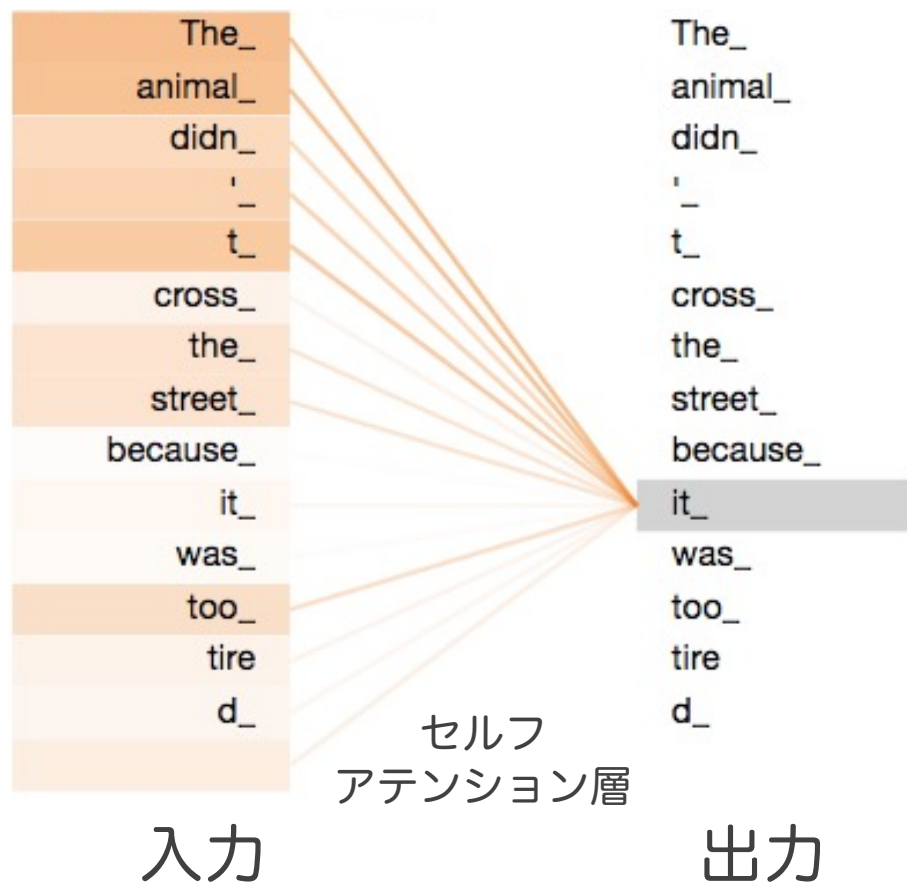 The_
animal_
didn_
'_
t_
cross_
the_
street_
because_
it_
was_
too_
tire
d_
The_
animal_
didn_
'_
t_
cross_
the_
street_
because_
it_
was_
too_
tire
d_
セルフ
アテンション層
入力
出力